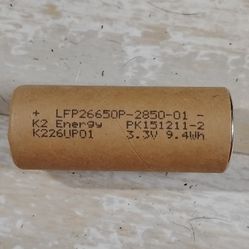 + LFP26650P-2850-01 -
K2 Energy PK151211-2
K226UP01 3.3V 9.4Wh